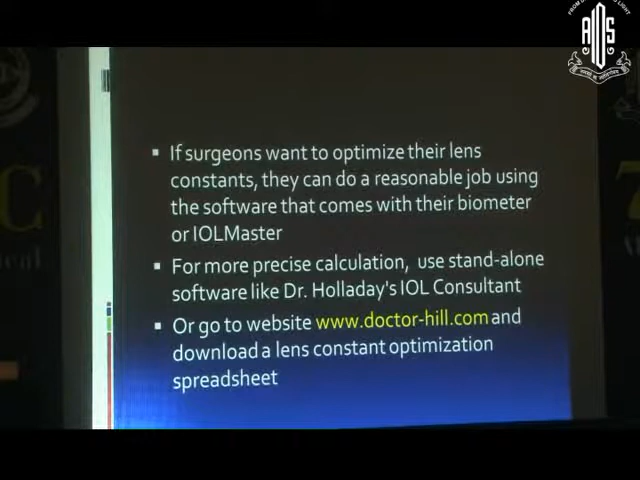 AIOS
If surgeons want to optimize their lens
constants, they can do a reasonable job using
the software that comes with their biometer
or IOLMaster
For more precise calculation, use stand-alone
software like Dr. Holladay's IOL Consultant
Or go to website www.doctor-hill.com and
download a lens constant optimization
spreadsheet